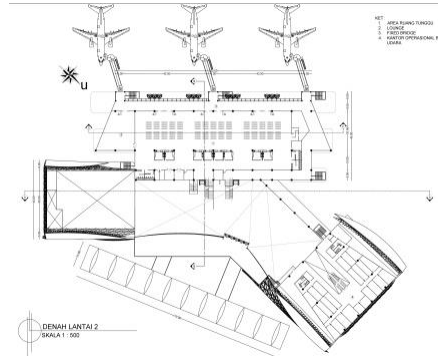 KET :
1. AREA RUANG TUNGGU
2. LOUNGE
3. FIXED BRIDGE
4. KANTOR OPERASIONAL B
UDARA
U
DENAH LANTAI 2
SKALA 1 : 500